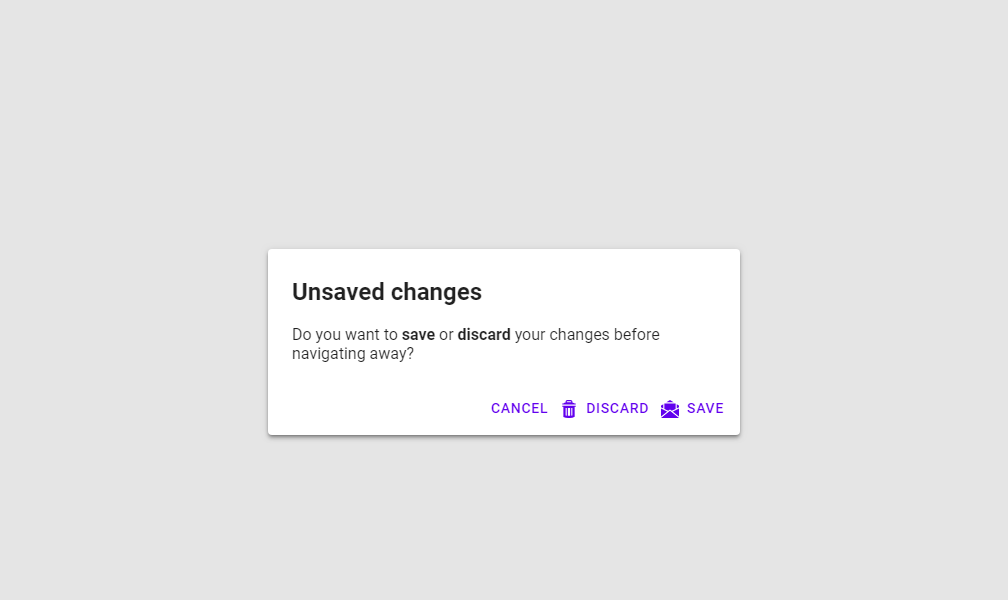 Unsaved changes
Do you want to save or discard your changes before
navigating away?
CANCEL DISCARD SAVE